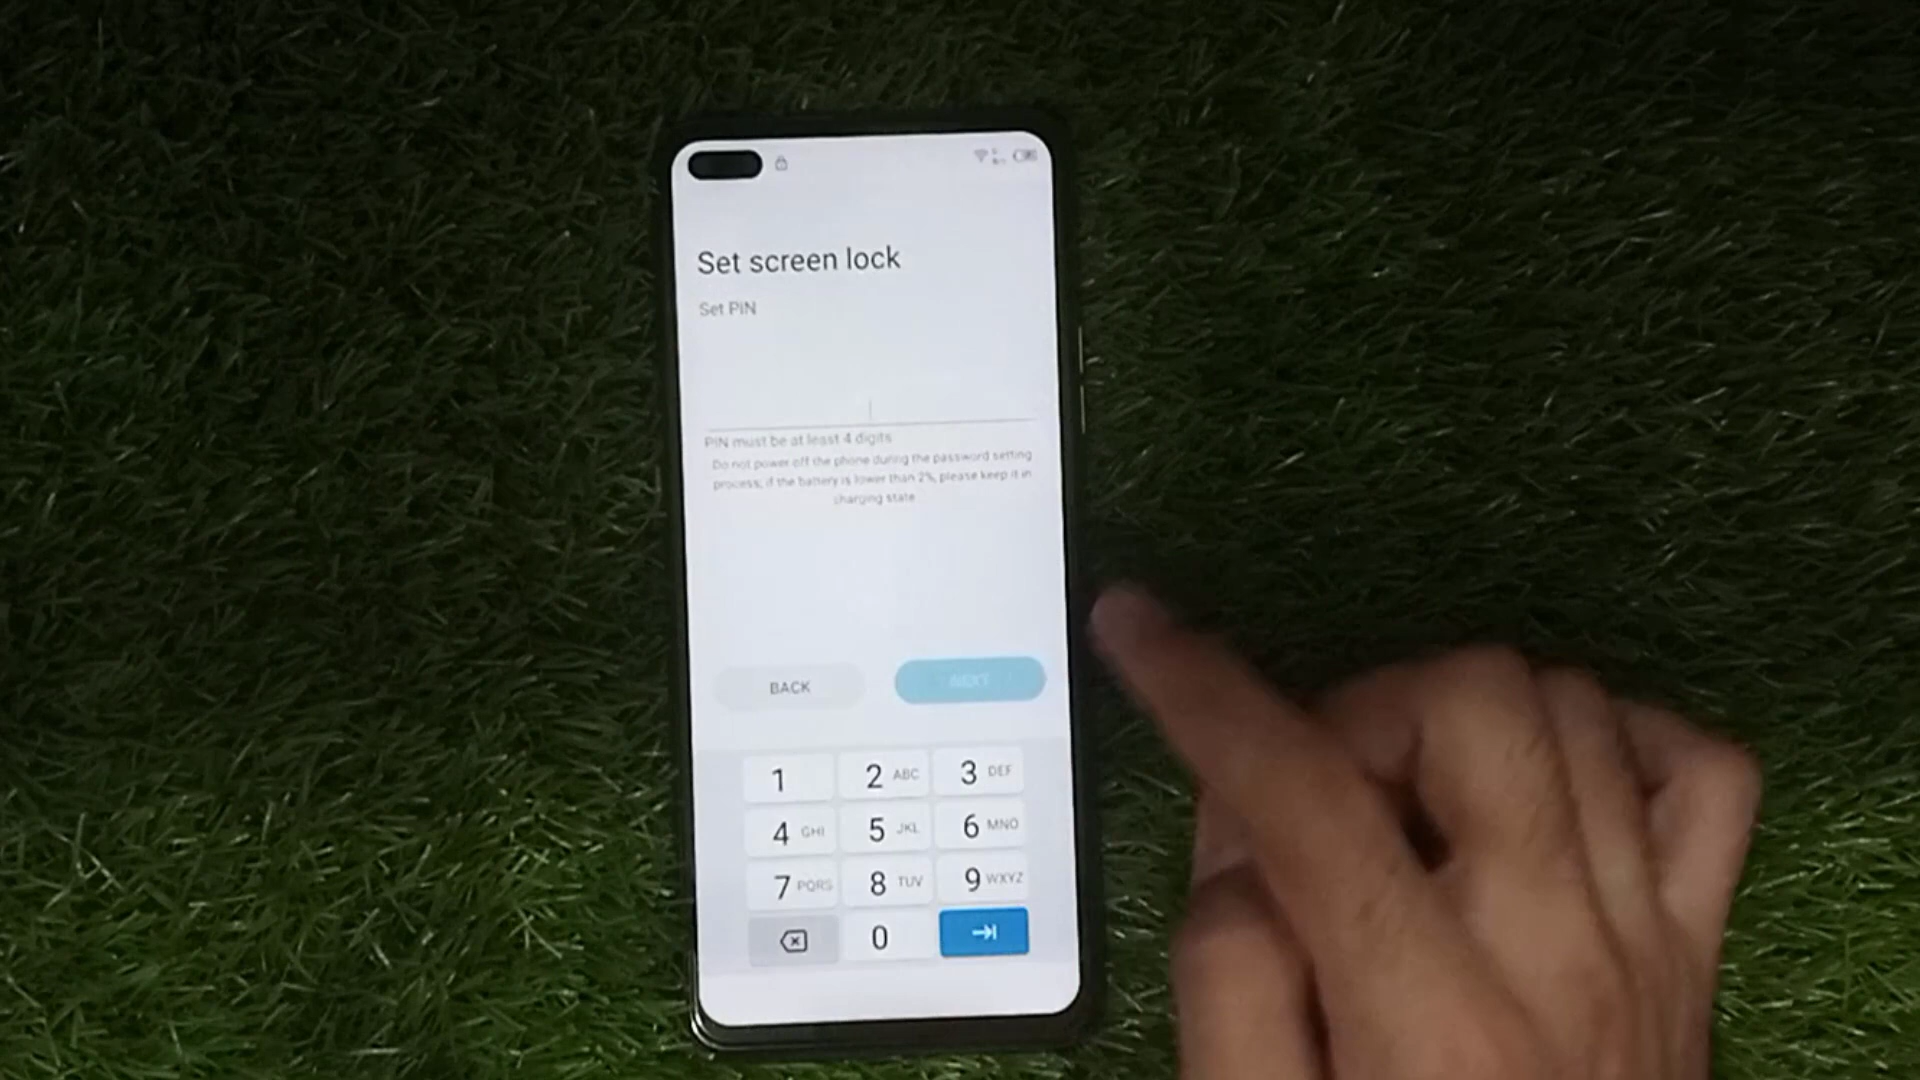 Set screen lock
Set PIN
PIN must be at least 4 digits
Do not power off the phone during the password setting
process, if the battery is lower than 2%, please keep it in
charging state
BACK NEXT
1 2 ABC 3 DEF
4 GHI 5 JKL 6 MNO
7 PQRS 8 TUV 9 WXYZ
0